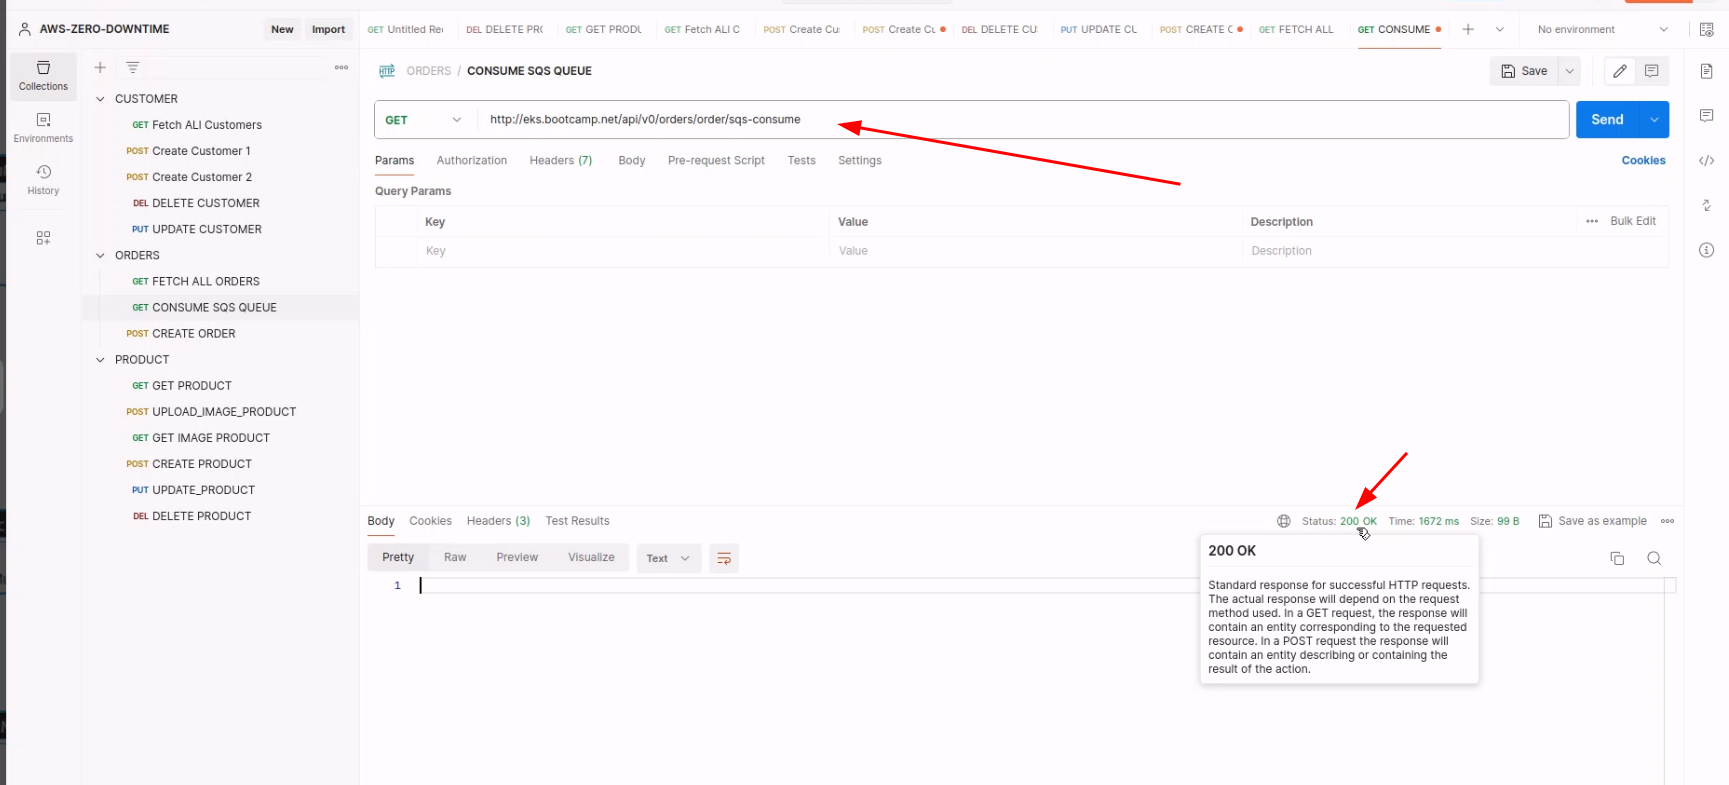 AWS-ZERO-DOWNTIME
New
Import
GET Untitled Re
DEL DELETE PR
GET GET PROD
GET Fetch ALl C
POST Create Cu
POST Create Cu
DEL DELETE CU
PUT UPDATE CU
POST CREATE C
GET FETCH ALL
GET CONSUME
No environment
Collections
Environments
History
CUSTOMER
GET Fetch ALl Customers
POST Create Customer 1
POST Create Customer 2
DEL DELETE CUSTOMER
PUT UPDATE CUSTOMER
ORDERS
GET FETCH ALL ORDERS
GET CONSUME SQS QUEUE
POST CREATE ORDER
PRODUCT
GET GET PRODUCT
POST UPLOAD_IMAGE_PRODUCT
GET GET IMAGE PRODUCT
POST CREATE PRODUCT
PUT UPDATE_PRODUCT
DEL DELETE PRODUCT
HTTP ORDERS / CONSUME SQS QUEUE
Save
GET
http://eks.bootcamp.net/api/v0/orders/order/sqs-consume
Send
Params
Authorization
Headers (7)
Body
Pre-request Script
Tests
Settings
Cookies
Query Params
Key
Value
Description
Bulk Edit
Key
Value
Description
Body
Cookies
Headers (3)
Test Results
Status: 200 OK
Time: 1672 ms
Size: 99 B
Save as example
Pretty
Raw
Preview
Visualize
Text
1
200 OK
Standard response for successful HTTP requests.
The actual response will depend on the request
method used. In a GET request, the response will
contain an entity corresponding to the requested
resource. In a POST request the response will
contain an entity describing or containing the
result of the action.